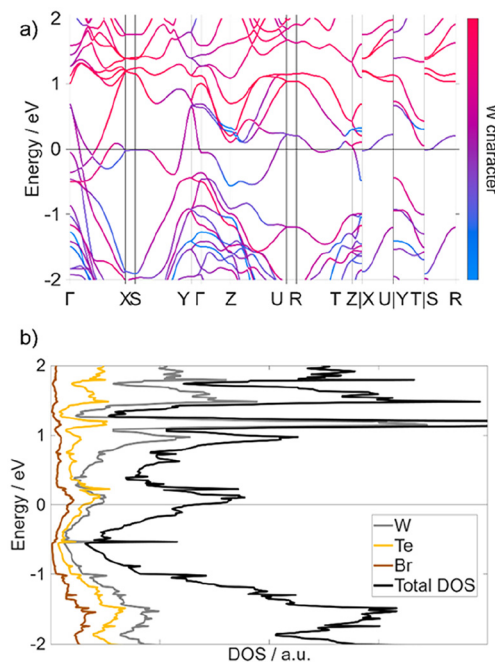 a)
2
1
0
-1
-2
Energy / eV
W character
Γ XS Y Γ Z U R T Z|X U|Y T|S R
b)
2
1
0
-1
-2
Energy / eV
W
Te
Br
Total DOS
DOS / a.u.